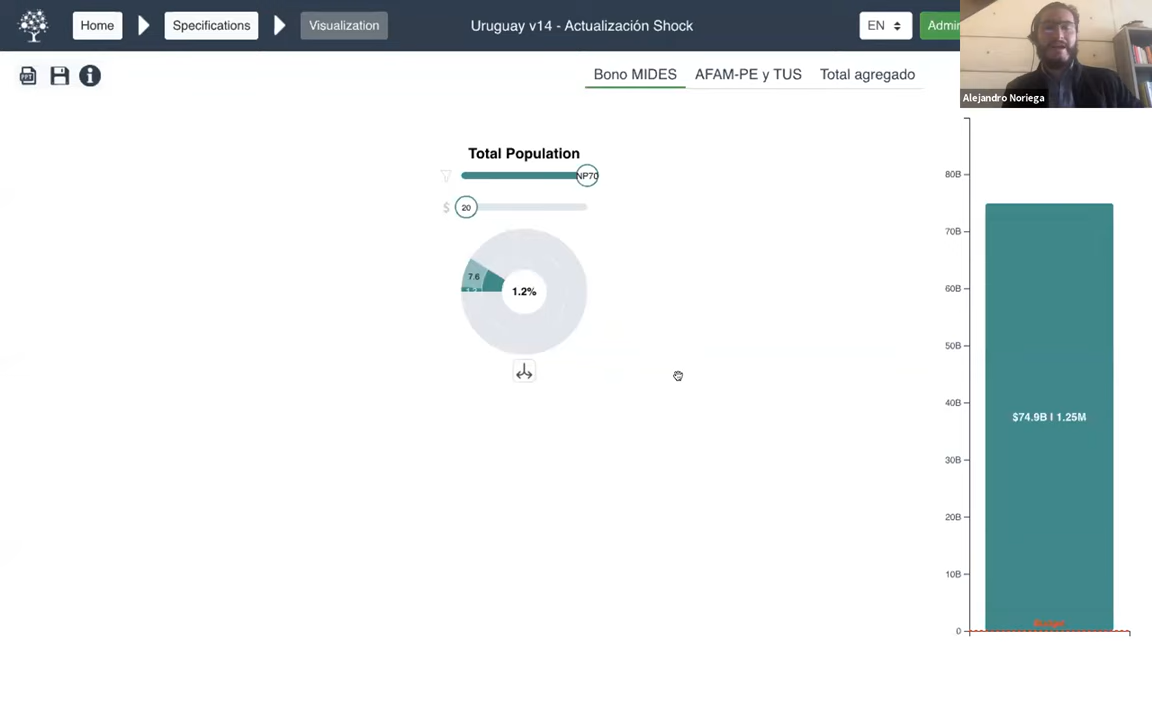 Home
Specifications
Visualization
Uruguay v14 - Actualización Shock
EN
Admin
Alejandro Noriega
PPT
Bono MIDES
AFAM-PE y TUS
Total agregado
Total Population
NP70
$
20
7.6
1.2%
80B
70B
60B
50B
40B
30B
20B
10B
0
$74.9B | 1.25M
Budget